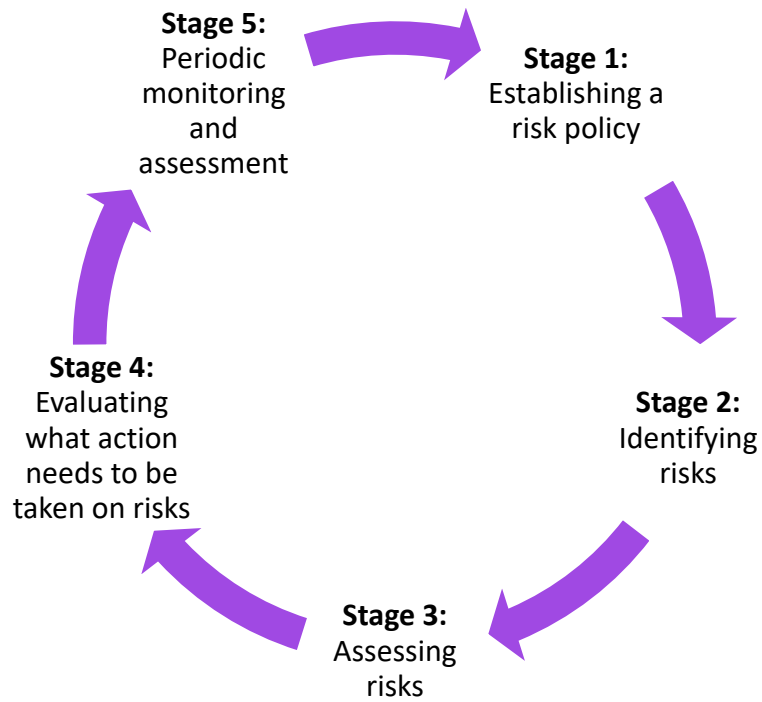 Stage 1:
Establishing a
risk policy
Stage 2:
Identifying
risks
Stage 3:
Assessing
risks
Stage 4:
Evaluating
what action
needs to be
taken on risks
Stage 5:
Periodic
monitoring
and
assessment